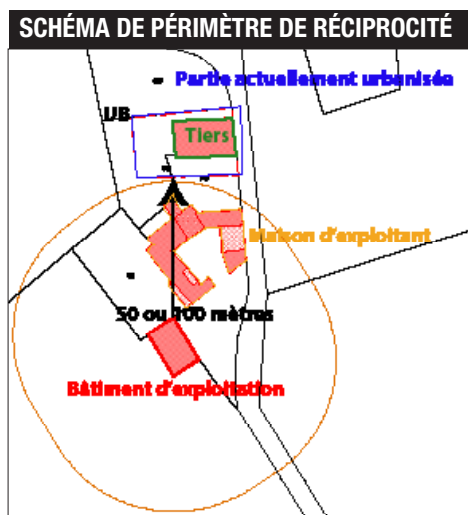 SCHÉMA DE PÉRIMÈTRE DE RÉCIPROCITÉ
Partie actuellement urbanisée
UB
Tiers
Maison d'exploitant
50 ou 100 mètres
Bâtiment d'exploitation